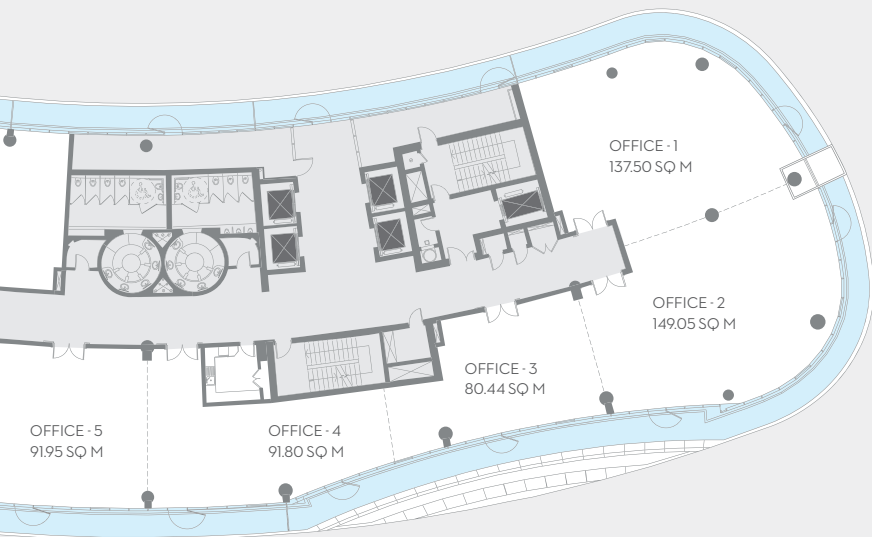 OFFICE - 1
137.50 SQ M
OFFICE - 2
149.05 SQ M
OFFICE - 3
80.44 SQ M
OFFICE - 4
91.80 SQ M
OFFICE - 5
91.95 SQ M